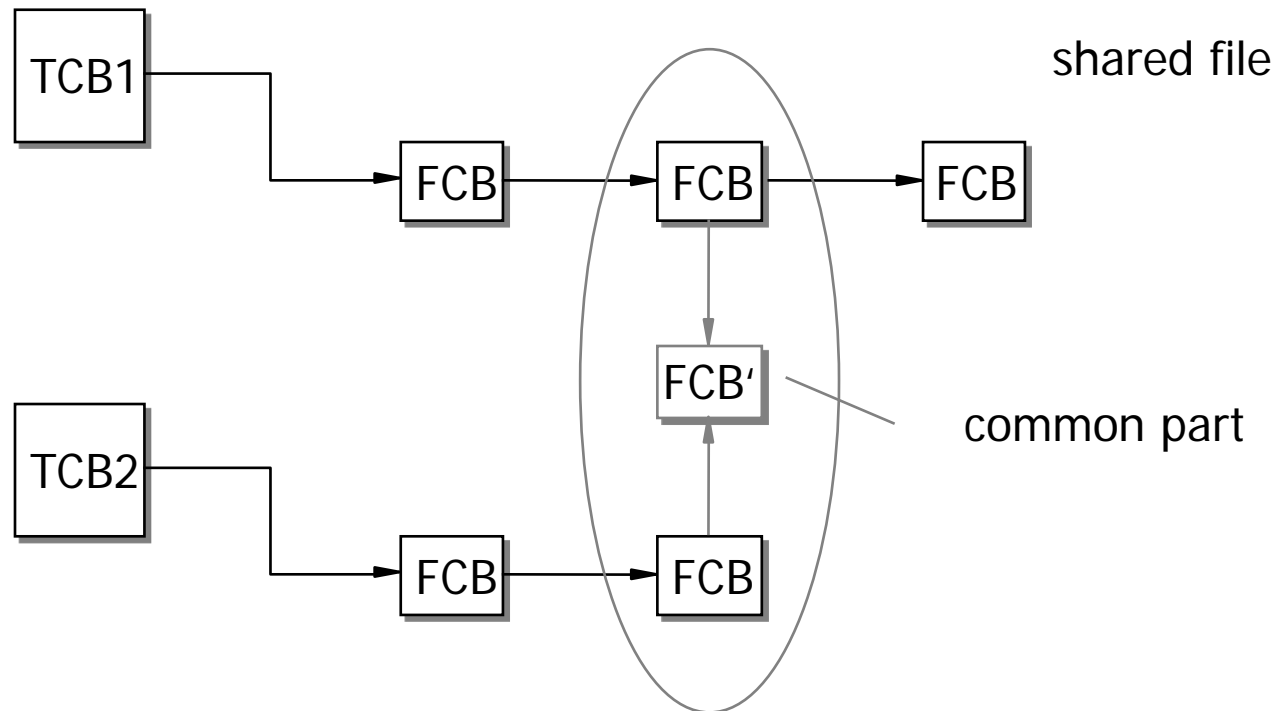 shared file
TCB1
FCB
FCB
FCB
FCB‘
common part
TCB2
FCB
FCB